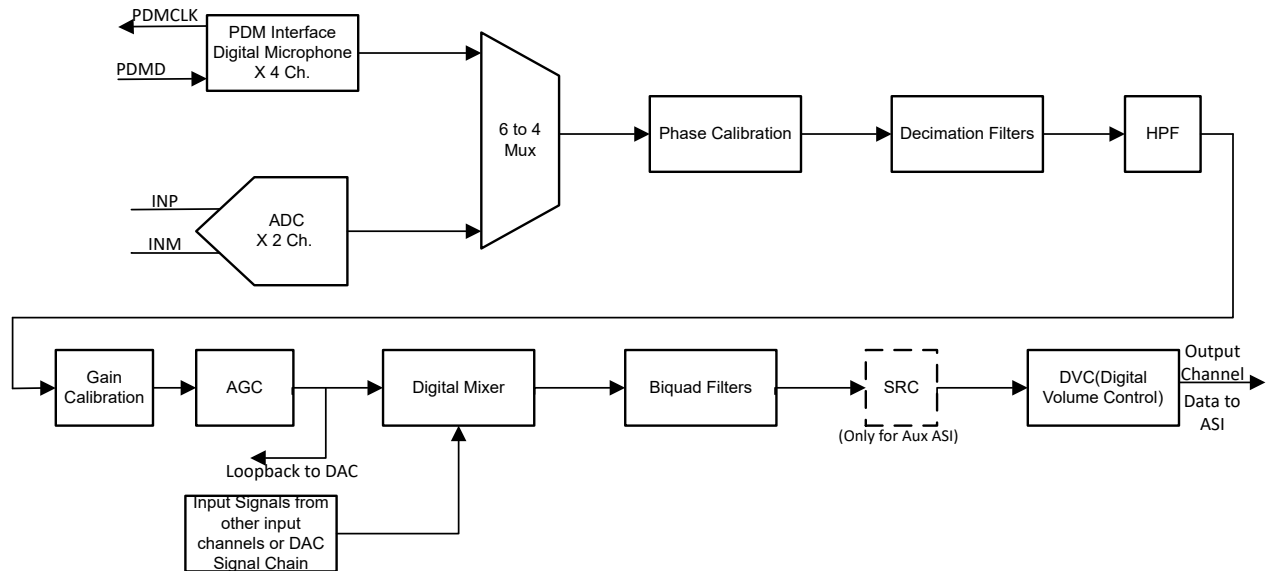 PDMCLK
PDM Interface
Digital Microphone
X 4 Ch.
PDMD
6 to 4
Mux
Phase Calibration
Decimation Filters
HPF
INP
INM
ADC
X 2 Ch.
Gain
Calibration
AGC
Loopback to DAC
Digital Mixer
Input Signals from
other input
channels or DAC
Signal Chain
Biquad Filters
SRC
(Only for Aux ASI)
DVC(Digital
Volume Control)
Output
Channel
Data to
ASI